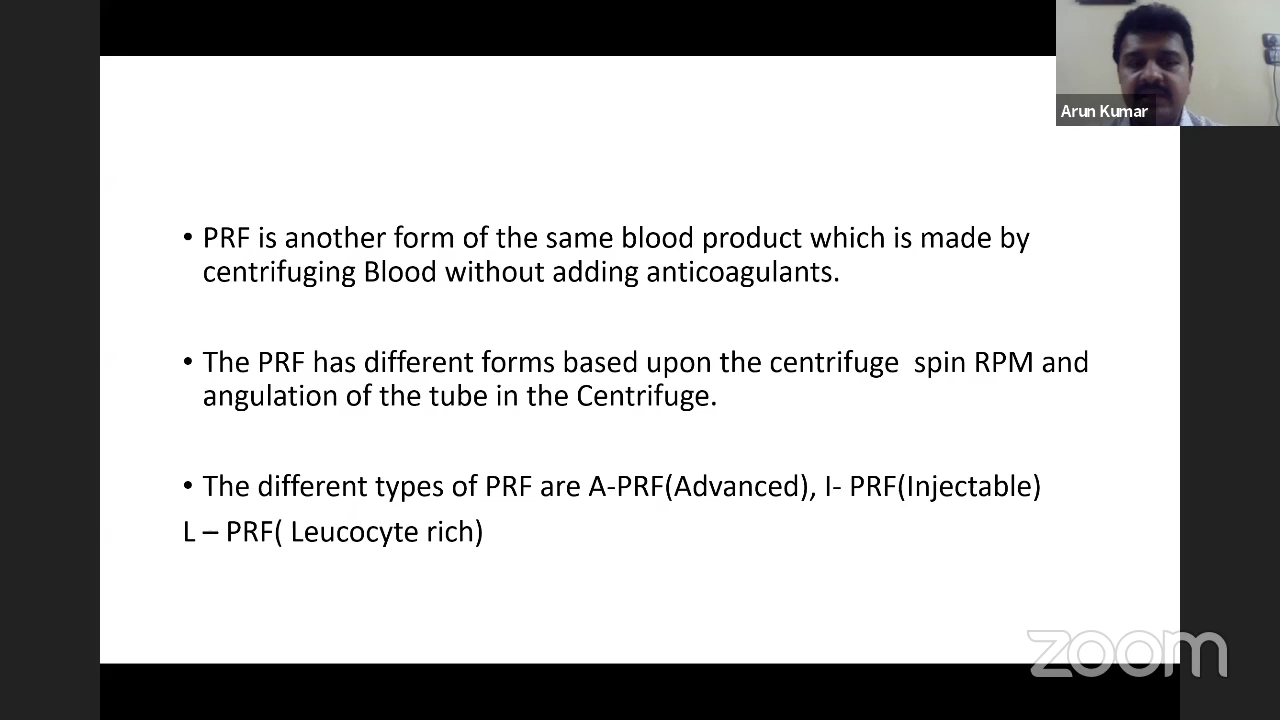 Arun Kumar
• PRF is another form of the same blood product which is made by
centrifuging Blood without adding anticoagulants.
• The PRF has different forms based upon the centrifuge  spin RPM and
angulation of the tube in the Centrifuge.
• The different types of PRF are A-PRF(Advanced), I- PRF(Injectable)
L – PRF( Leucocyte rich)
zoom